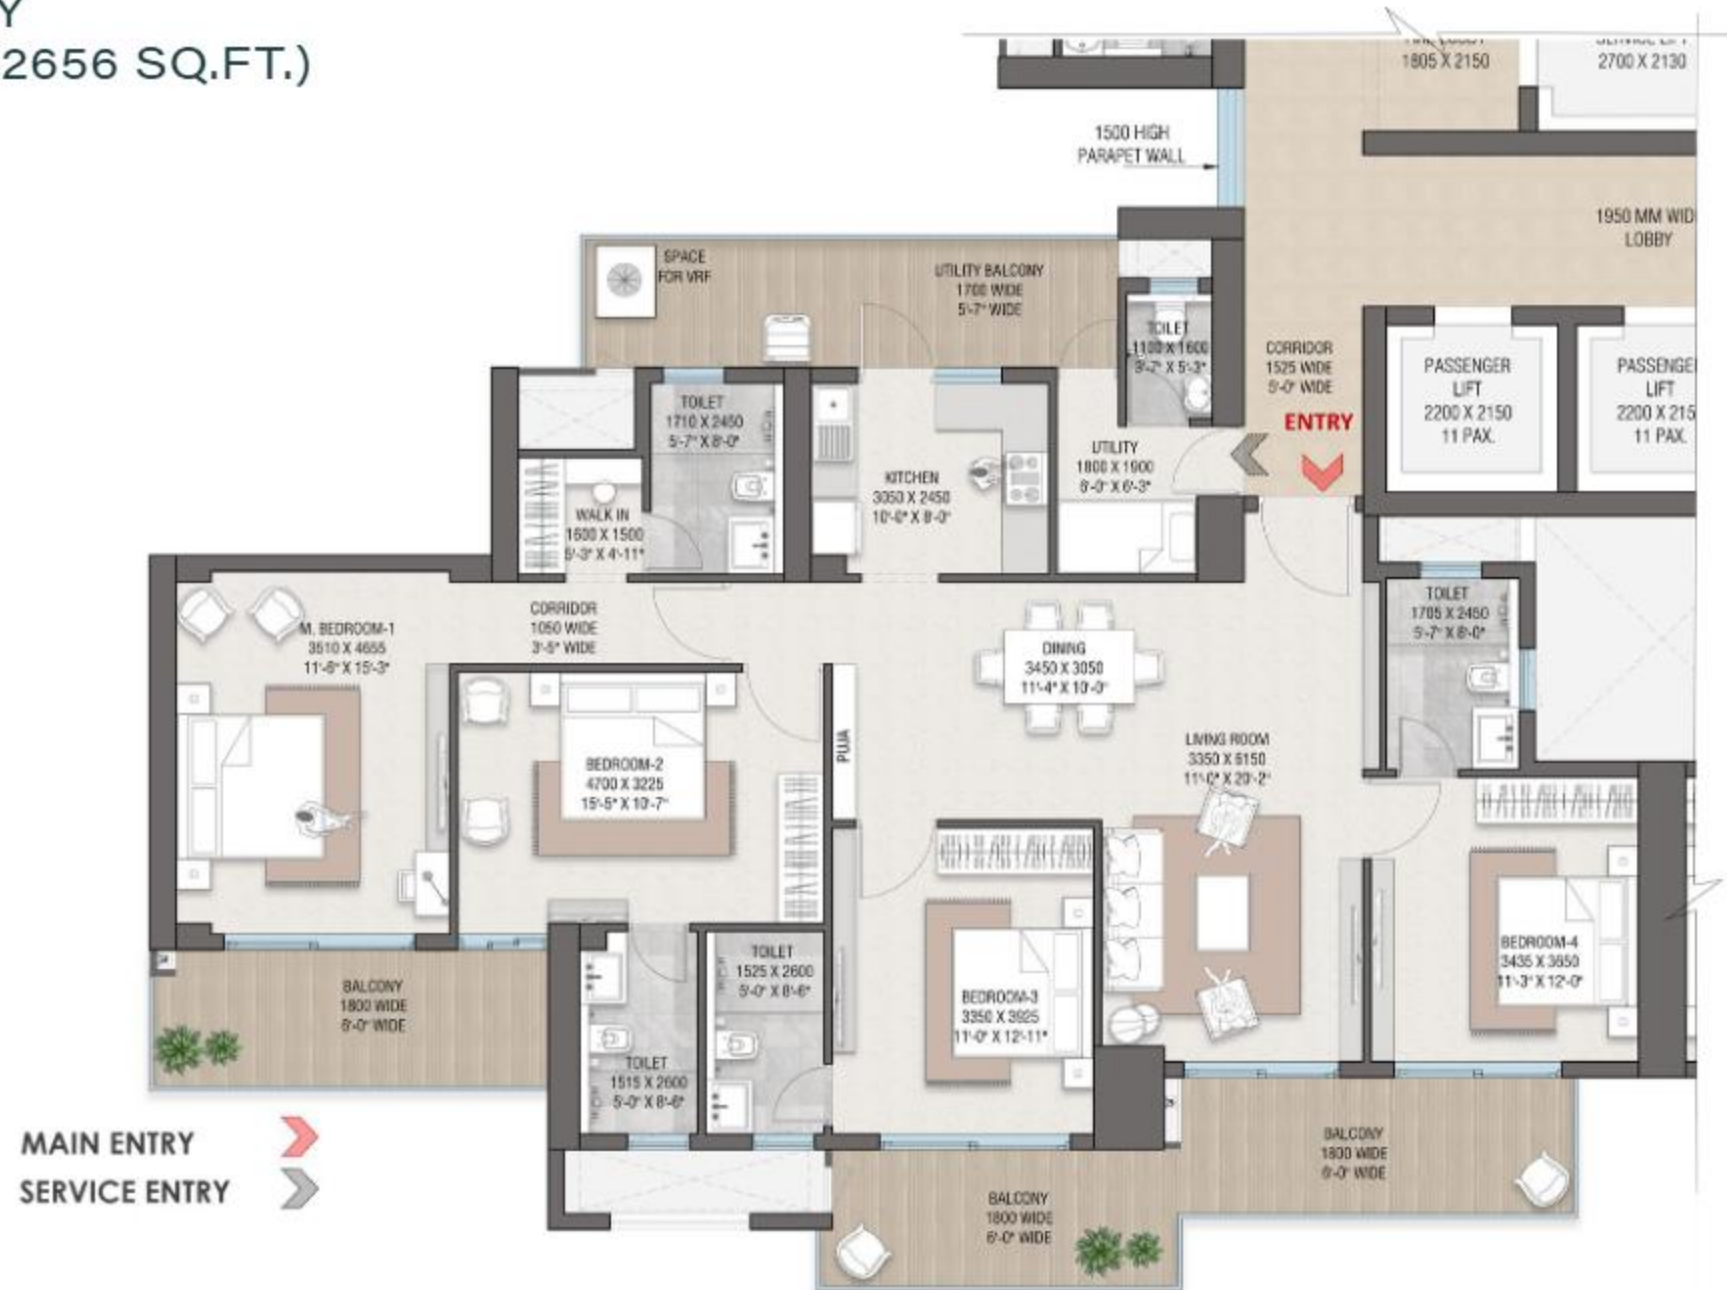 Y
2656 SQ.FT.)
1805 X 2150
2700 X 2130
1500 HIGH
PARAPET WALL
1950 MM WID
LOBBY
SPACE
FOR VRF
UTILITY BALCONY
1700 WIDE
5'-7" WIDE
TOILET
1100 X 1600
3'-7" X 5'-3"
CORRIDOR
1525 WIDE
5'-0" WIDE
ENTRY
PASSENGER
LIFT
2200 X 2150
11 PAX.
PASSENGE
LIFT
2200 X 215
11 PAX.
TOILET
1710 X 2450
5'-7" X 8'-0"
KITCHEN
3050 X 2450
10'-0" X 8'-0"
UTILITY
1800 X 1900
6'-0" X 6'-3"
WALK IN
1600 X 1500
5'-3" X 4'-11"
M. BEDROOM-1
3510 X 4655
11'-6" X 15'-3"
CORRIDOR
1050 WIDE
3'-5" WIDE
DINING
3450 X 3050
11'-4" X 10'-0"
TOILET
1705 X 2450
5'-7" X 8'-0"
BEDROOM-2
4700 X 3225
15'-5" X 10'-7"
PUJA
LIVING ROOM
3350 X 6150
11'-0" X 20'-2"
BEDROOM-4
3435 X 3650
11'-3" X 12'-0"
TOILET
1525 X 2600
5'-0" X 8'-6"
BEDROOM-3
3350 X 3925
11'-0" X 12'-11"
BALCONY
1800 WIDE
6'-0" WIDE
TOILET
1515 X 2600
5'-0" X 8'-6"
MAIN ENTRY
SERVICE ENTRY
BALCONY
1800 WIDE
6'-0" WIDE
BALCONY
1800 WIDE
6'-0" WIDE